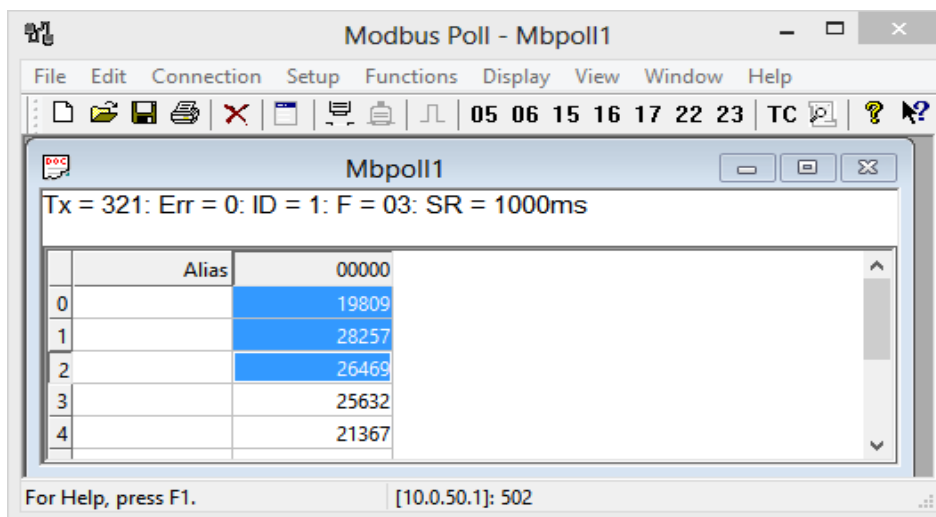 Modbus Poll - Mbpoll1
File Edit Connection Setup Functions Display View Window Help
05 06 15 16 17 22 23 TC
Mbpoll1
Tx = 321: Err = 0: ID = 1: F = 03: SR = 1000ms
Alias 00000
0 19809
1 28257
2 26469
3 25632
4 21367
For Help, press F1. [10.0.50.1]: 502